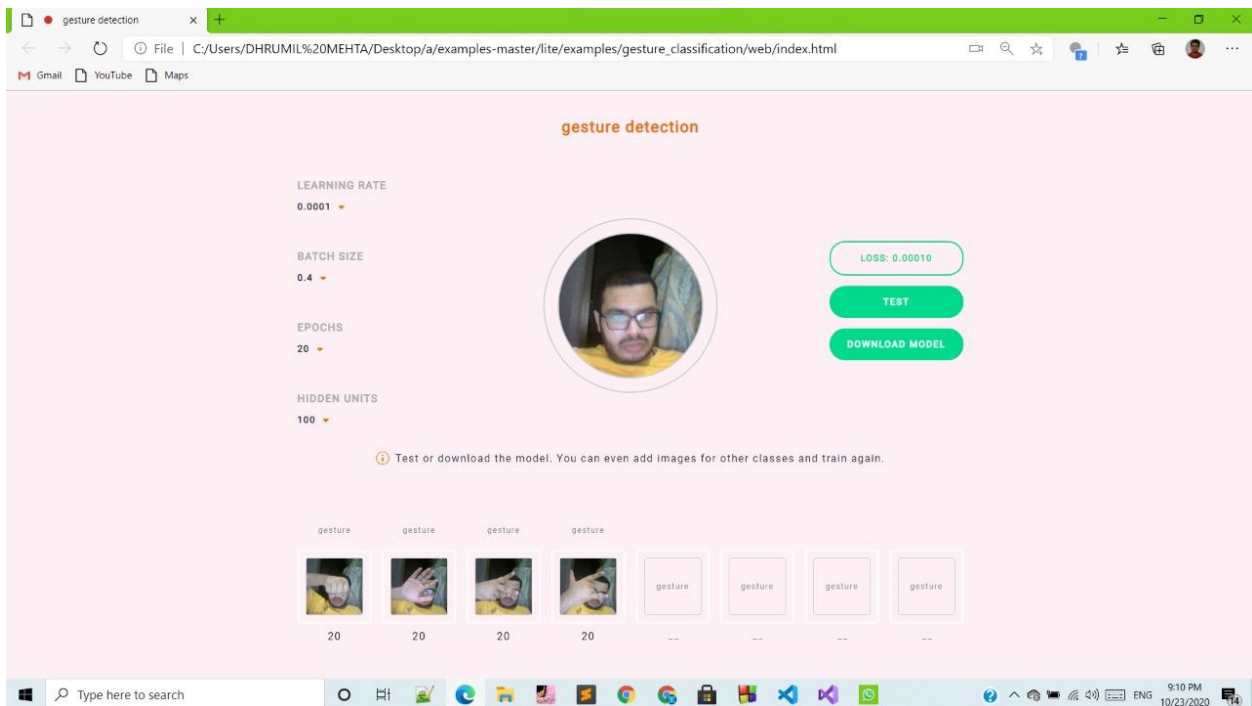 gesture detection
File | C:/Users/DHRUMIL%20MEHTA/Desktop/a/examples-master/lite/examples/gesture_classification/web/index.html
Gmail YouTube Maps
gesture detection
LEARNING RATE
0.0001
BATCH SIZE
0.4
EPOCHS
20
HIDDEN UNITS
100
LOSS: 0.00010
TEST
DOWNLOAD MODEL
Test or download the model. You can even add images for other classes and train again.
gesture gesture gesture gesture
gesture gesture gesture gesture
20 20 20 20 -- -- -- --
Type here to search
ENG
9:10 PM
10/23/2020
14